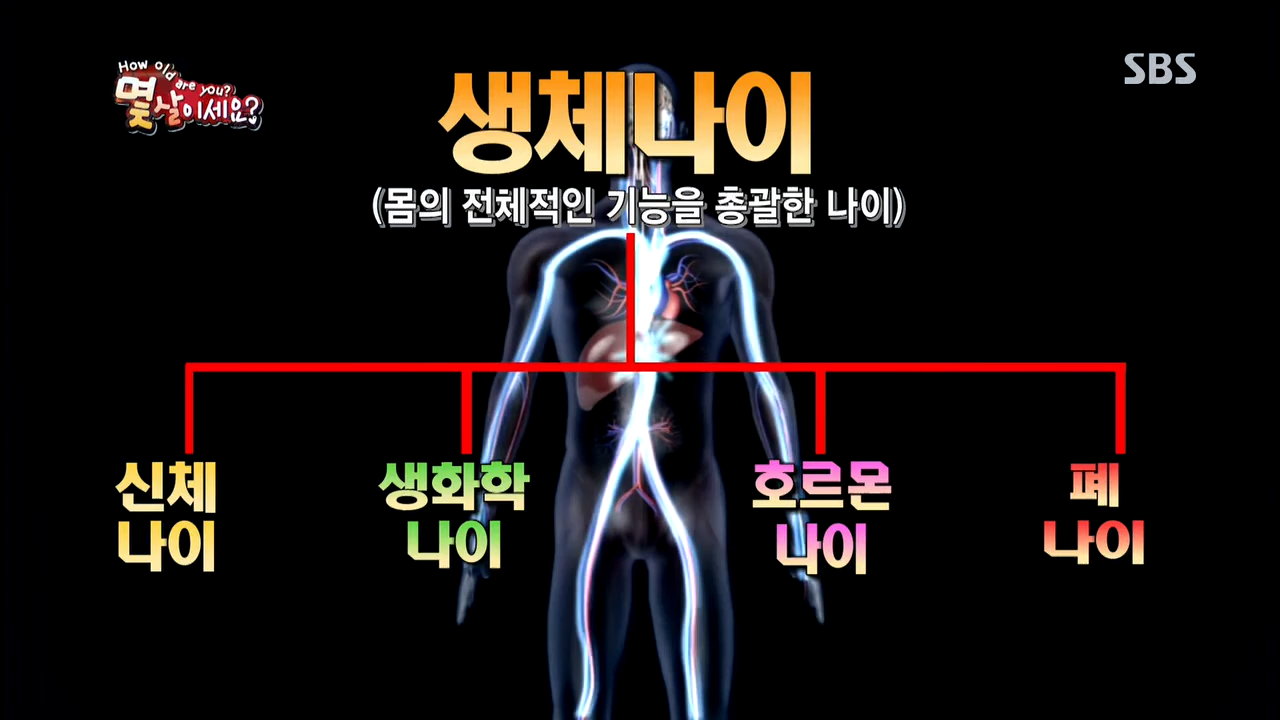 How old are you?
몇 살이세요?
SBS
생체나이
(몸의 전체적인 기능을 총괄한 나이)
신체
나이
생화학
나이
호르몬
나이
폐
나이